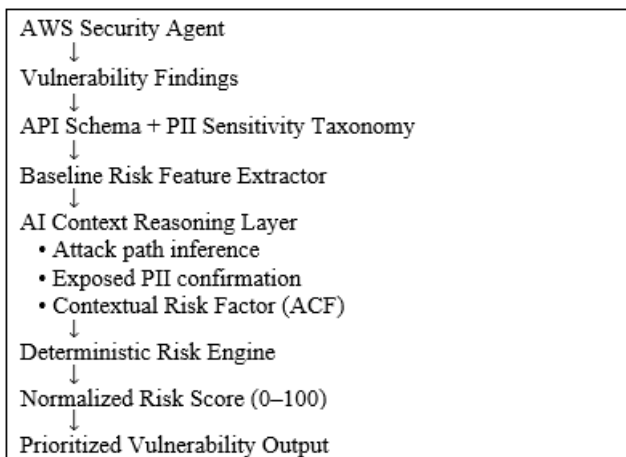 AWS Security Agent
↓
Vulnerability Findings
↓
API Schema + PII Sensitivity Taxonomy
↓
Baseline Risk Feature Extractor
↓
AI Context Reasoning Layer
• Attack path inference
• Exposed PII confirmation
• Contextual Risk Factor (ACF)
↓
Deterministic Risk Engine
↓
Normalized Risk Score (0–100)
↓
Prioritized Vulnerability Output